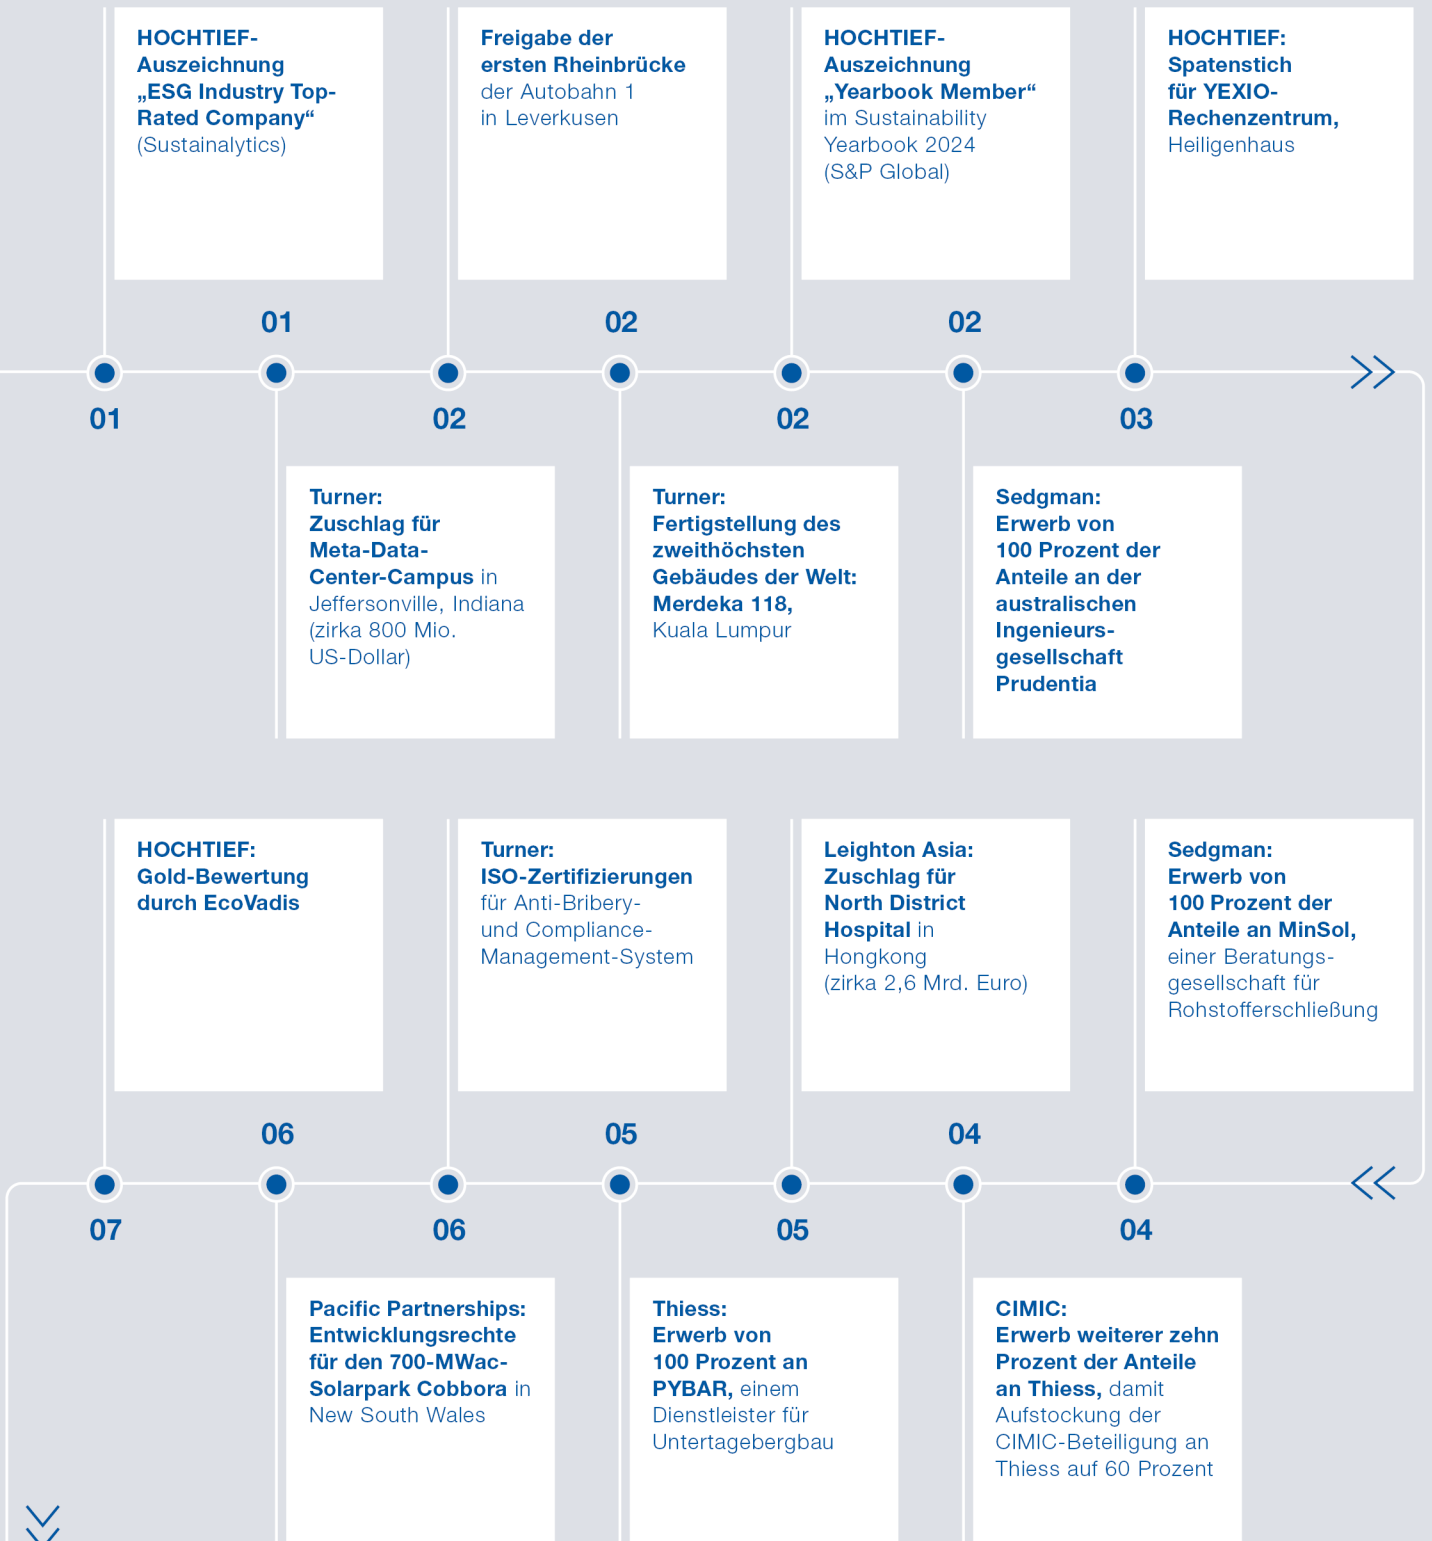 HOCHTIEF-
Auszeichnung
„ESG Industry Top-
Rated Company“
(Sustainalytics)
Freigabe der
ersten Rheinbrücke
der Autobahn 1
in Leverkusen
HOCHTIEF-
Auszeichnung
„Yearbook Member“
im Sustainability
Yearbook 2024
(S&P Global)
HOCHTIEF:
Spatenstich
für YEXIO-
Rechenzentrum,
Heiligenhaus
01
02
02
01
02
02
03
Turner:
Zuschlag für
Meta-Data-
Center-Campus in
Jeffersonville, Indiana
(zirka 800 Mio.
US-Dollar)
Turner:
Fertigstellung des
zweithöchsten
Gebäudes der Welt:
Merdeka 118,
Kuala Lumpur
Sedgman:
Erwerb von
100 Prozent der
Anteile an der
australischen
Ingenieurs-
gesellschaft
Prudentia
HOCHTIEF:
Gold-Bewertung
durch EcoVadis
Turner:
ISO-Zertifizierungen
für Anti-Bribery-
und Compliance-
Management-System
Leighton Asia:
Zuschlag für
North District
Hospital in
Hongkong
(zirka 2,6 Mrd. Euro)
Sedgman:
Erwerb von
100 Prozent der
Anteile an MinSol,
einer Beratungs-
gesellschaft für
Rohstofferschließung
06
05
04
07
06
05
04
Pacific Partnerships:
Entwicklungsrechte
für den 700-MWac-
Solarpark Cobbora in
New South Wales
Thiess:
Erwerb von
100 Prozent an
PYBAR, einem
Dienstleister für
Untertagebergbau
CIMIC:
Erwerb weiterer zehn
Prozent der Anteile
an Thiess, damit
Aufstockung der
CIMIC-Beteiligung an
Thiess auf 60 Prozent